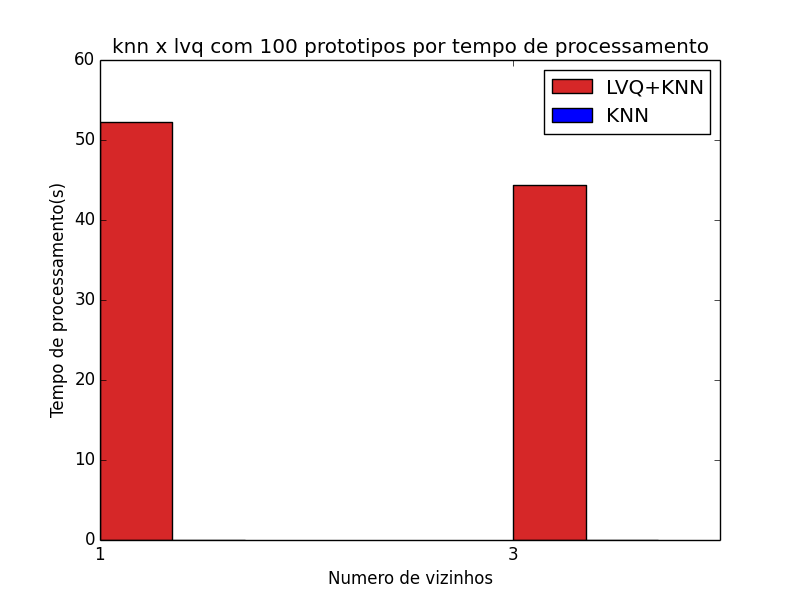 knn x lvq com 100 prototipos por tempo de processamento
60
50
40
30
20
10
0
Tempo de processamento(s)
LVQ+KNN
KNN
1
3
Numero de vizinhos